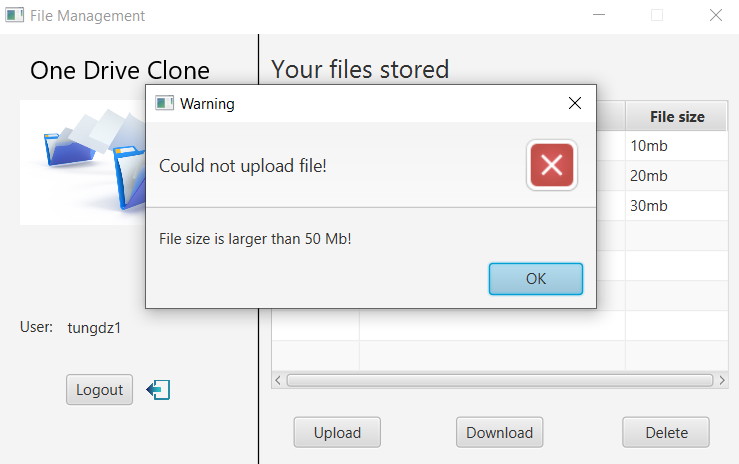 File Management
One Drive Clone
Your files stored
Warning
Could not upload file!
File size is larger than 50 Mb!
OK
File size
10mb
20mb
30mb
User: tungdz1
Logout
Upload Download Delete